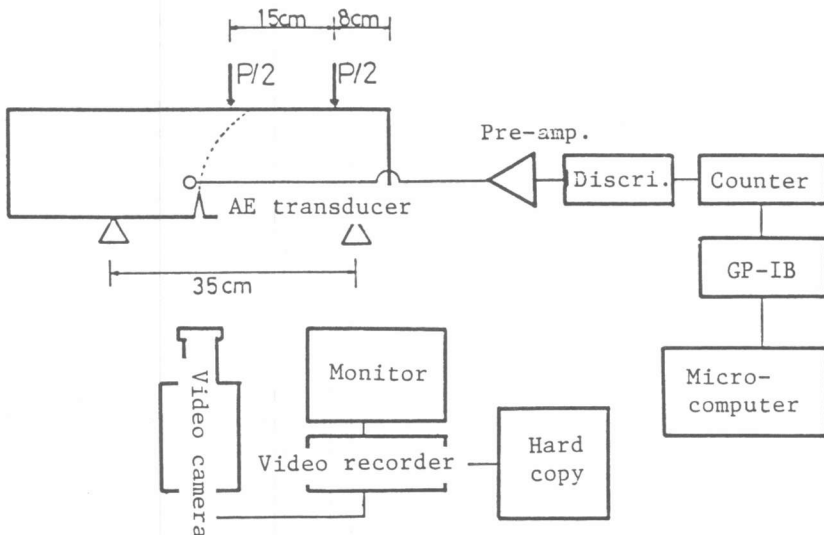 15cm
8cm
P/2
P/2
Pre-amp.
Discri.
Counter
AE transducer
GP-IB
35cm
Video camera
Monitor
Micro-
computer
Video recorder
Hard
copy